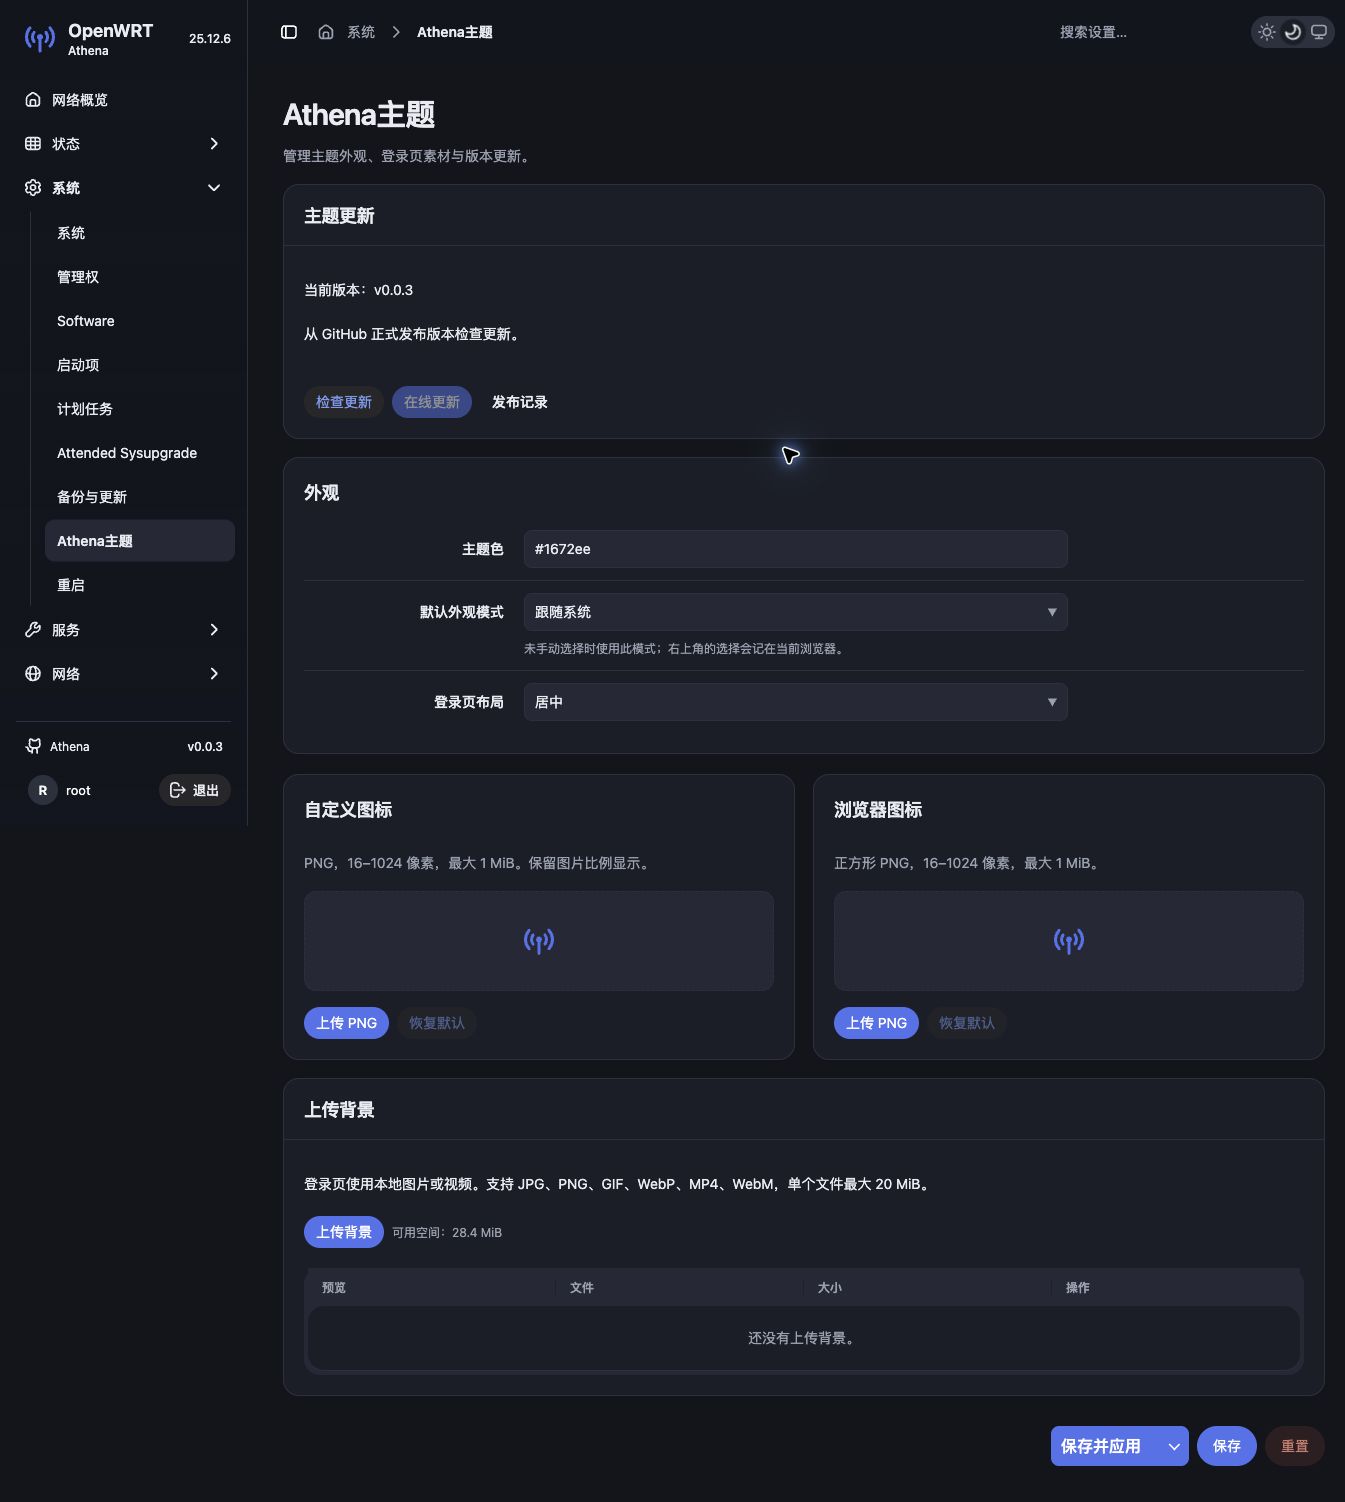 OpenWRT
Athena
25.12.6
网络概览
状态
系统
系统
管理权
Software
启动项
计划任务
Attended Sysupgrade
备份与更新
Athena主题
重启
服务
网络
Athena v0.0.3
R root 退出
系统 Athena主题
搜索设置...
Athena主题
管理主题外观、登录页素材与版本更新。
主题更新
当前版本：v0.0.3
从 GitHub 正式发布版本检查更新。
检查更新 在线更新 发布记录
外观
主题色 #1672ee
默认外观模式 跟随系统
未手动选择时使用此模式；右上角的选择会记在当前浏览器。
登录页布局 居中
自定义图标
PNG，16–1024 像素，最大 1 MiB。保留图片比例显示。
上传 PNG 恢复默认
浏览器图标
正方形 PNG，16–1024 像素，最大 1 MiB。
上传 PNG 恢复默认
上传背景
登录页使用本地图片或视频。支持 JPG、PNG、GIF、WebP、MP4、WebM，单个文件最大 20 MiB。
上传背景 可用空间：28.4 MiB
预览 文件 大小 操作
还没有上传背景。
保存并应用 保存 重置